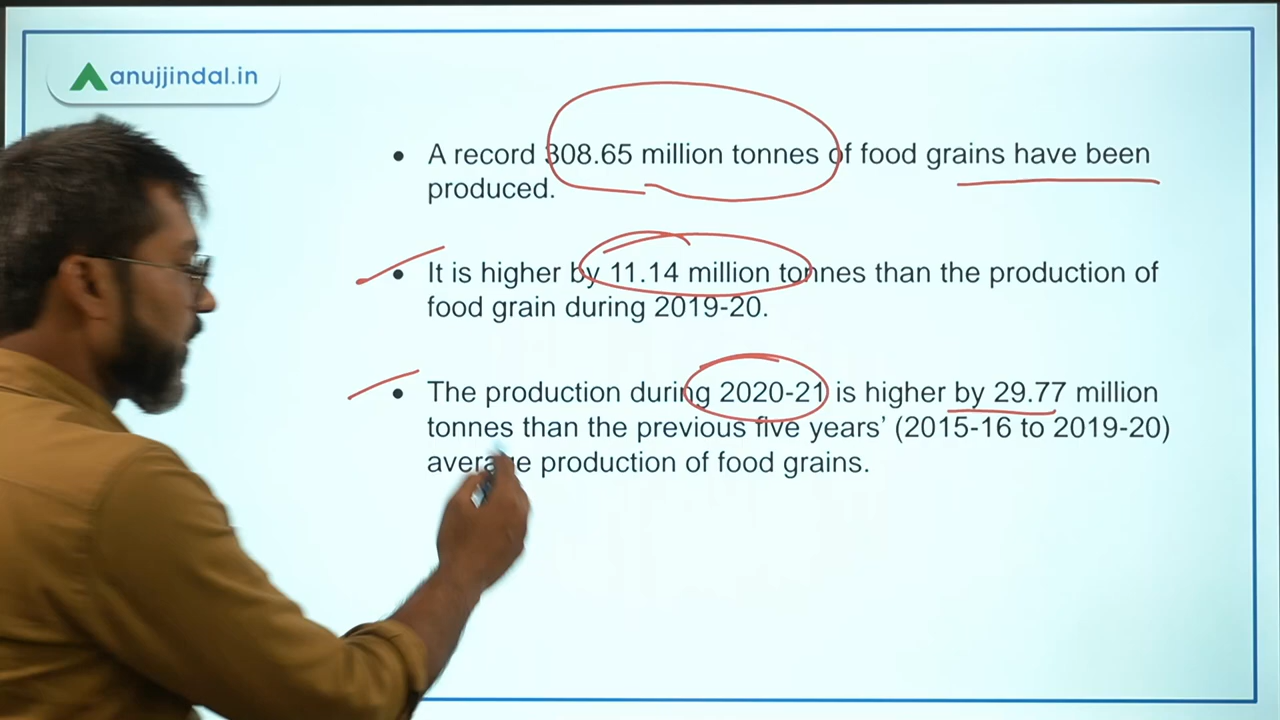 anujjindal.in
• A record 308.65 million tonnes of food grains have been
produced.
• It is higher by 11.14 million tonnes than the production of
food grain during 2019-20.
• The production during 2020-21 is higher by 29.77 million
tonnes than the previous five years’ (2015-16 to 2019-20)
average production of food grains.